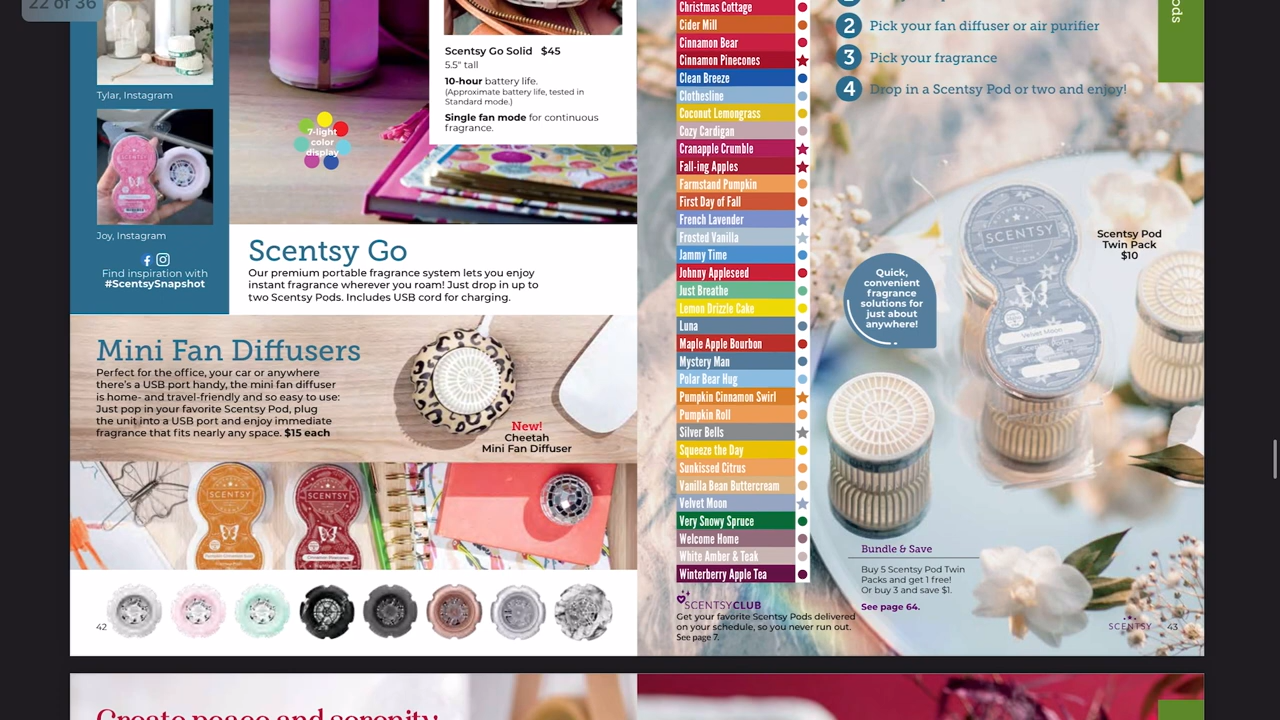 22 of 36
Tylar, Instagram
Joy, Instagram
Find inspiration with
#ScentsySnapshot
7-light
color
display
Scentsy Go Solid $45
5.5" tall
10-hour battery life.
(Approximate battery life, tested in
Standard mode.)
Single fan mode for continuous
fragrance.
Scentsy Go
Our premium portable fragrance system lets you enjoy
instant fragrance wherever you roam! Just drop in up to
two Scentsy Pods. Includes USB cord for charging.
Mini Fan Diffusers
Perfect for the office, your car or anywhere
there's a USB port handy, the mini fan diffuser
is home- and travel-friendly and so easy to use:
Just pop in your favorite Scentsy Pod, plug
the unit into a USB port and enjoy immediate
fragrance that fits nearly any space. $15 each
New!
Cheetah
Mini Fan Diffuser
SCENTSY
SCENTSY
42
Christmas Cottage
Cider Mill
Cinnamon Bear
Cinnamon Pinecones
Clean Breeze
Clothesline
Coconut Lemongrass
Cozy Cardigan
Cranapple Crumble
Fall-ing Apples
Farmstand Pumpkin
First Day of Fall
French Lavender
Frosted Vanilla
Jammy Time
Johnny Appleseed
Just Breathe
Lemon Drizzle Cake
Luna
Maple Apple Bourbon
Mystery Man
Polar Bear Hug
Pumpkin Cinnamon Swirl
Pumpkin Roll
Silver Bells
Squeeze the Day
Sunkissed Citrus
Vanilla Bean Buttercream
Velvet Moon
Very Snowy Spruce
Welcome Home
White Amber & Teak
Winterberry Apple Tea
SCENTSYCLUB
Get your favorite Scentsy Pods delivered
on your schedule, so you never run out.
See page 7.
2 Pick your fan diffuser or air purifier
3 Pick your fragrance
4 Drop in a Scentsy Pod or two and enjoy!
Quick,
convenient
fragrance
solutions for
just about
anywhere!
SCENTSY
Velvet Moon
Scentsy Pod
Twin Pack
$10
Bundle & Save
Buy 5 Scentsy Pod Twin
Packs and get 1 free!
Or buy 3 and save $1.
See page 64.
SCENTSY 43
Create peace and serenity